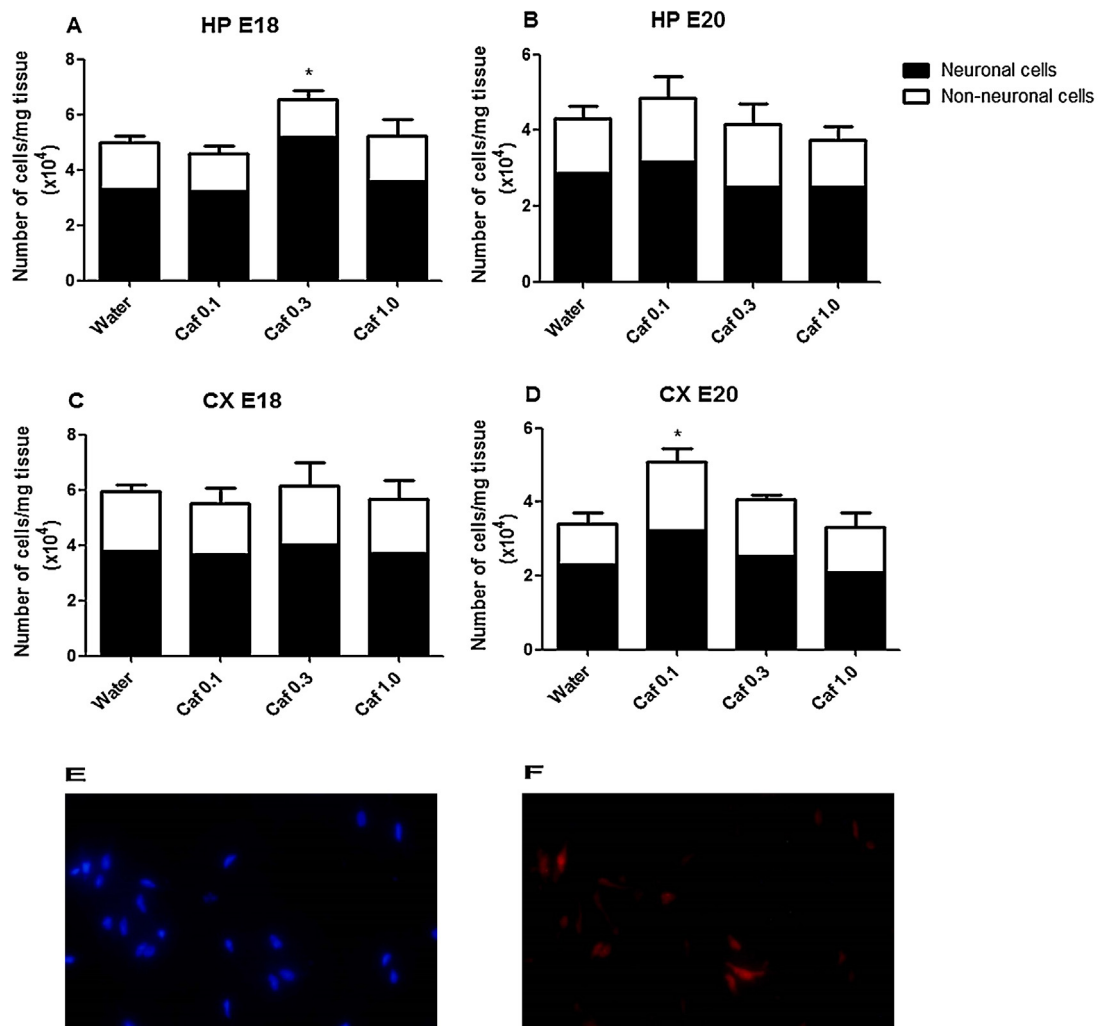 A
HP E18
Number of cells/mg tissue
(x10⁴)
8
6
4
2
0
*
Water
Caf 0.1
Caf 0.3
Caf 1.0
B
HP E20
Number of cells/mg tissue
(x10⁴)
6
4
2
0
Water
Caf 0.1
Caf 0.3
Caf 1.0
Neuronal cells
Non-neuronal cells
C
CX E18
Number of cells/mg tissue
(x10⁴)
8
6
4
2
0
Water
Caf 0.1
Caf 0.3
Caf 1.0
D
CX E20
Number of cells/mg tissue
(x10⁴)
6
4
2
0
*
Water
Caf 0.1
Caf 0.3
Caf 1.0
E
F